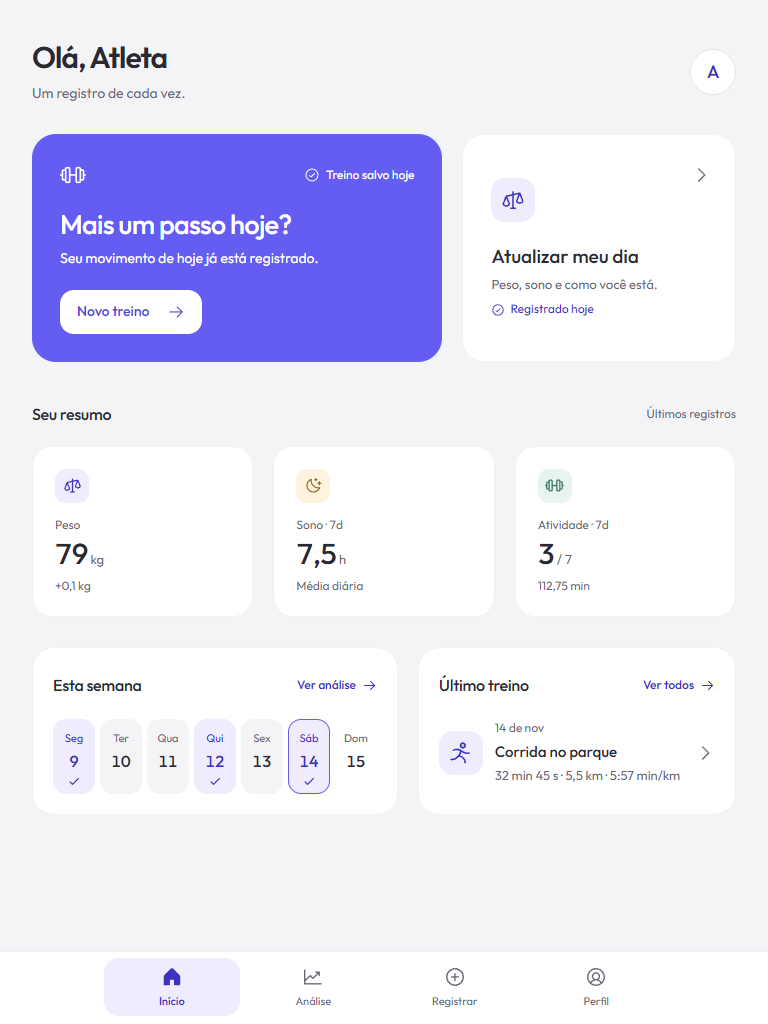 Olá, Atleta
Um registro de cada vez.
A
Treino salvo hoje
Mais um passo hoje?
Seu movimento de hoje já está registrado.
Novo treino
Atualizar meu dia
Peso, sono e como você está.
Registrado hoje
Seu resumo
Últimos registros
Peso
79 kg
+0,1 kg
Sono · 7d
7,5 h
Média diária
Atividade · 7d
3 / 7
112,75 min
Esta semana
Ver análise
Seg Ter Qua Qui Sex Sáb Dom
9 10 11 12 13 14 15
Último treino
Ver todos
14 de nov
Corrida no parque
32 min 45 s · 5,5 km · 5:57 min/km
Início
Análise
Registrar
Perfil